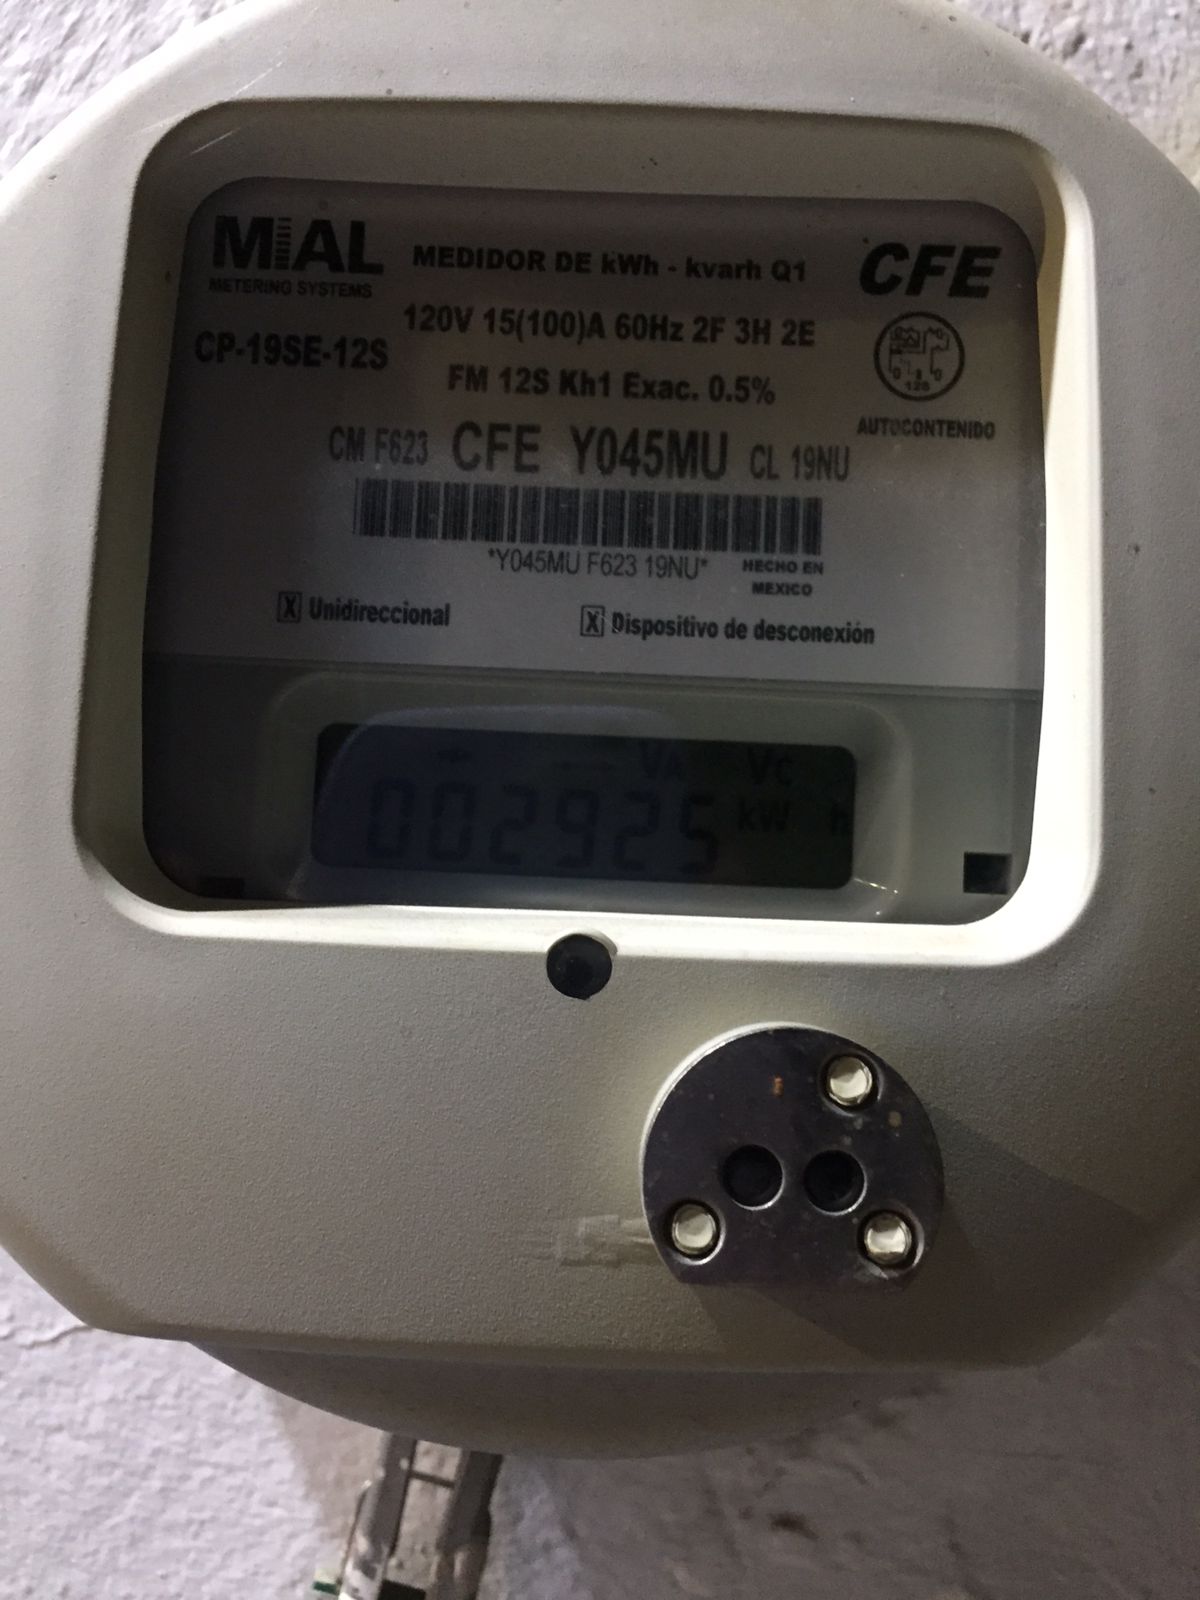 MIAL
METERING SYSTEMS
MEDIDOR DE kWh - kvarh Q1
CFE
CP-19SE-12S
120V 15(100)A 60Hz 2F 3H 2E
FM 12S Kh1 Exac. 0.5%
12S
AUTOCONTENIDO
CM F623 CFE Y045MU CL 19NU
*Y045MU F623 19NU*
HECHO EN
MEXICO
X Unidireccional
X Dispositivo de desconexión
VA VC
002925 kW h